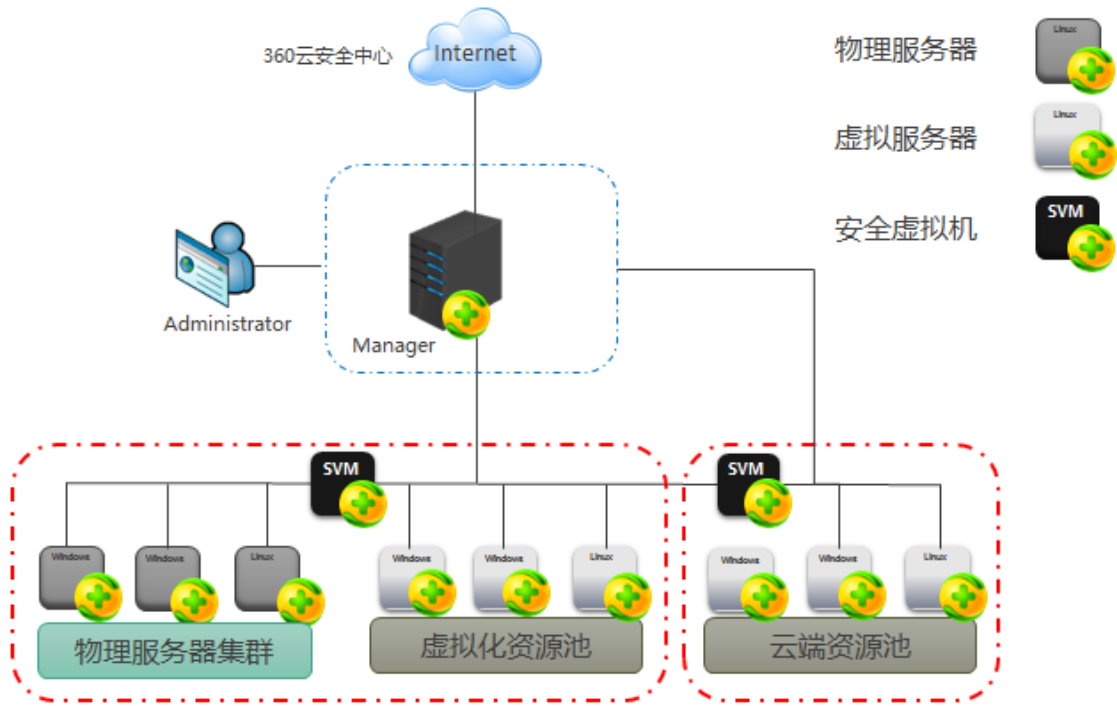 360云安全中心
Internet
物理服务器
Linux
虚拟服务器
Linux
安全虚拟机
SVM
Administrator
Manager
SVM
SVM
Windows
Windows
Linux
Windows
Windows
Linux
Windows
Windows
Linux
物理服务器集群
虚拟化资源池
云端资源池